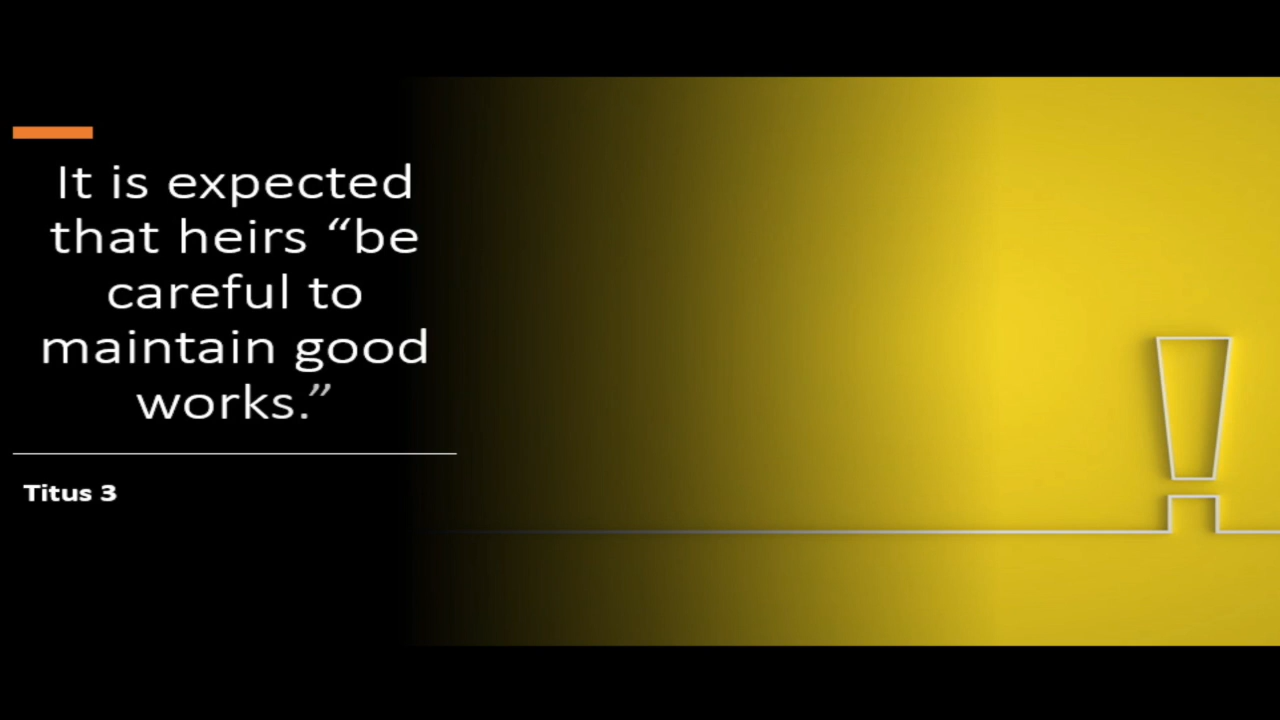 It is expected
that heirs “be
careful to
maintain good
works.”
Titus 3